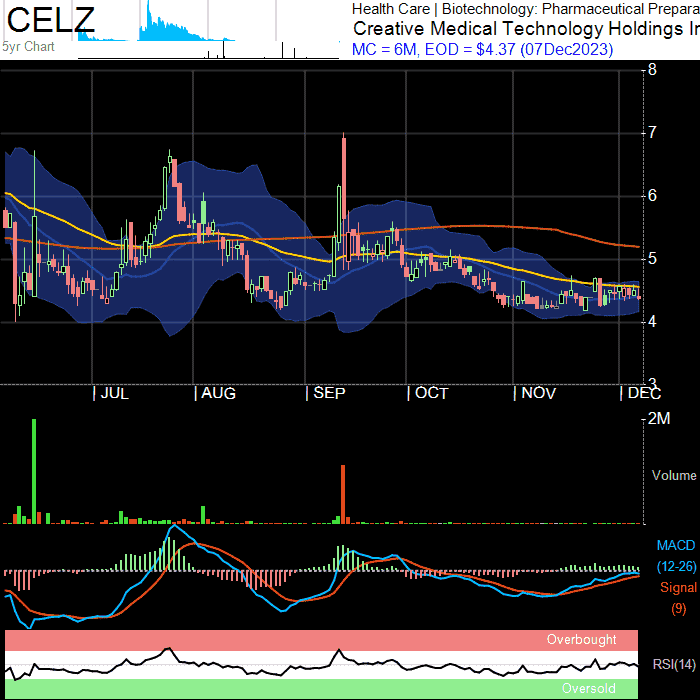 CELZ
5yr Chart
Health Care | Biotechnology: Pharmaceutical Prepara
Creative Medical Technology Holdings In
MC = 6M, EOD = $4.37 (07Dec2023)
8
7
6
5
4
3
| JUL | AUG | SEP | OCT | NOV | DEC
2M
Volume
MACD
(12-26)
Signal
(9)
Overbought
RSI(14)
Oversold